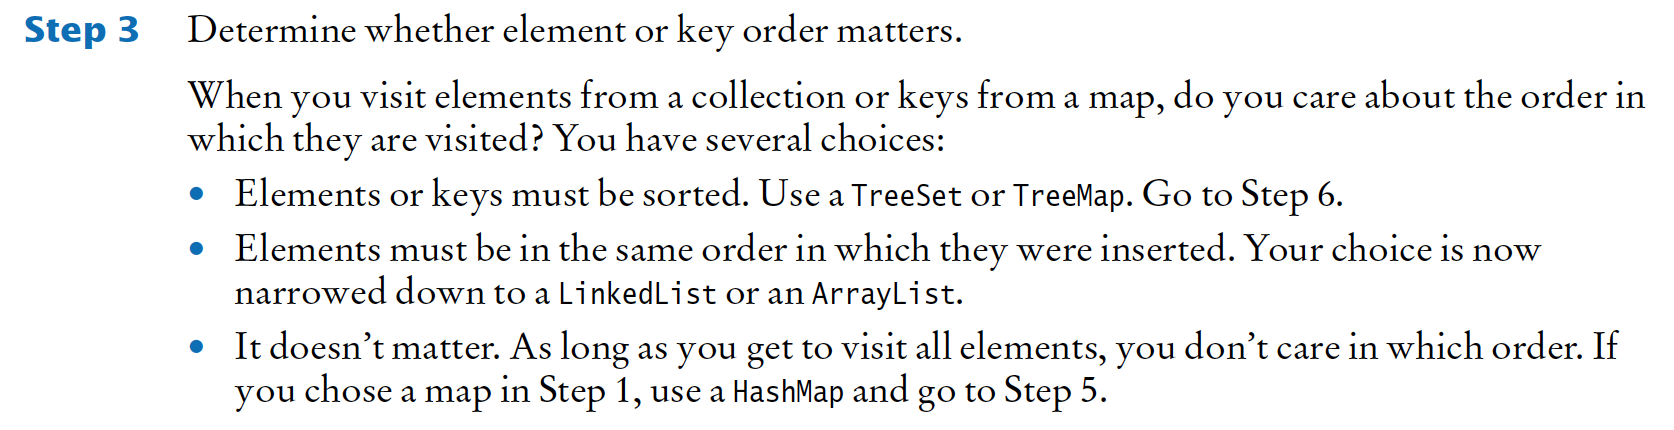 Step 3 Determine whether element or key order matters.
When you visit elements from a collection or keys from a map, do you care about the order in
which they are visited? You have several choices:
• Elements or keys must be sorted. Use a TreeSet or TreeMap. Go to Step 6.
• Elements must be in the same order in which they were inserted. Your choice is now
narrowed down to a LinkedList or an ArrayList.
• It doesn’t matter. As long as you get to visit all elements, you don’t care in which order. If
you chose a map in Step 1, use a HashMap and go to Step 5.